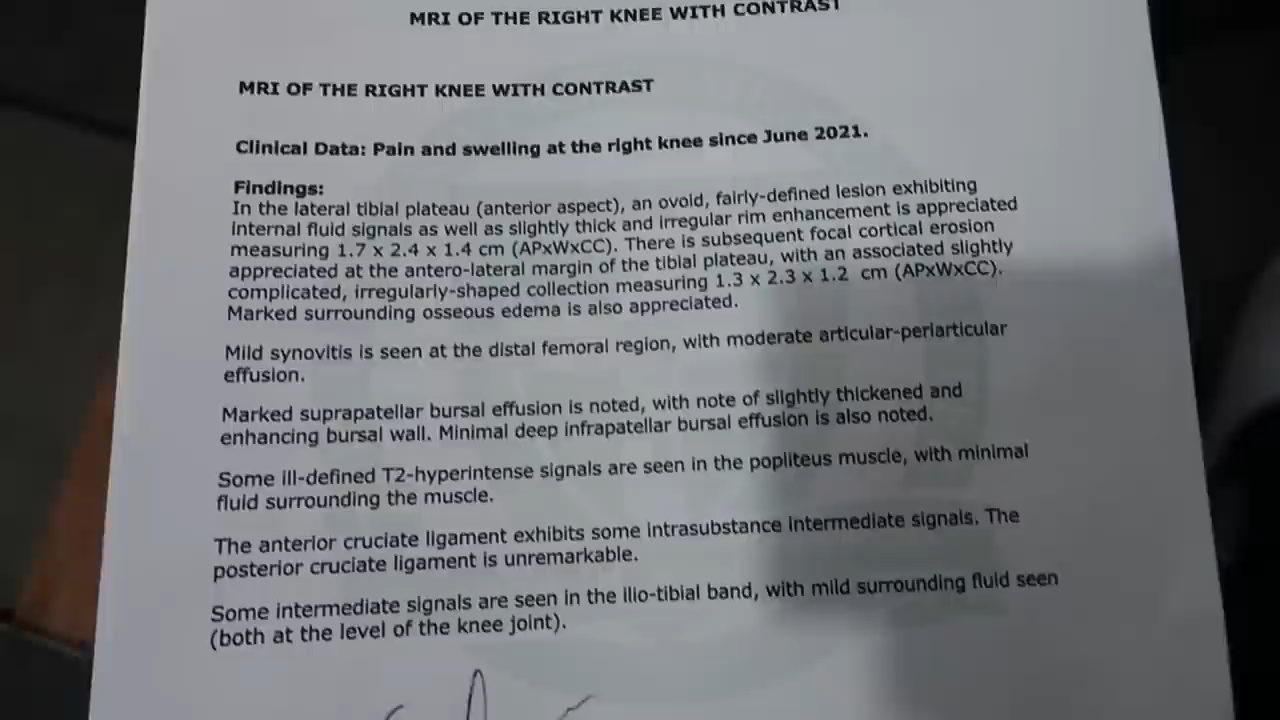 MRI OF THE RIGHT KNEE WITH CONTRAST
MRI OF THE RIGHT KNEE WITH CONTRAST
Clinical Data: Pain and swelling at the right knee since June 2021.
Findings:
In the lateral tibial plateau (anterior aspect), an ovoid, fairly-defined lesion exhibiting
internal fluid signals as well as slightly thick and irregular rim enhancement is appreciated
measuring 1.7 x 2.4 x 1.4 cm (APxWxCC). There is subsequent focal cortical erosion
appreciated at the antero-lateral margin of the tibial plateau, with an associated slightly
complicated, irregularly-shaped collection measuring 1.3 x 2.3 x 1.2 cm (APxWxCC).
Marked surrounding osseous edema is also appreciated.
Mild synovitis is seen at the distal femoral region, with moderate articular-periarticular
effusion.
Marked suprapatellar bursal effusion is noted, with note of slightly thickened and
enhancing bursal wall. Minimal deep infrapatellar bursal effusion is also noted.
Some ill-defined T2-hyperintense signals are seen in the popliteus muscle, with minimal
fluid surrounding the muscle.
The anterior cruciate ligament exhibits some intrasubstance intermediate signals. The
posterior cruciate ligament is unremarkable.
Some intermediate signals are seen in the ilio-tibial band, with mild surrounding fluid seen
(both at the level of the knee joint).